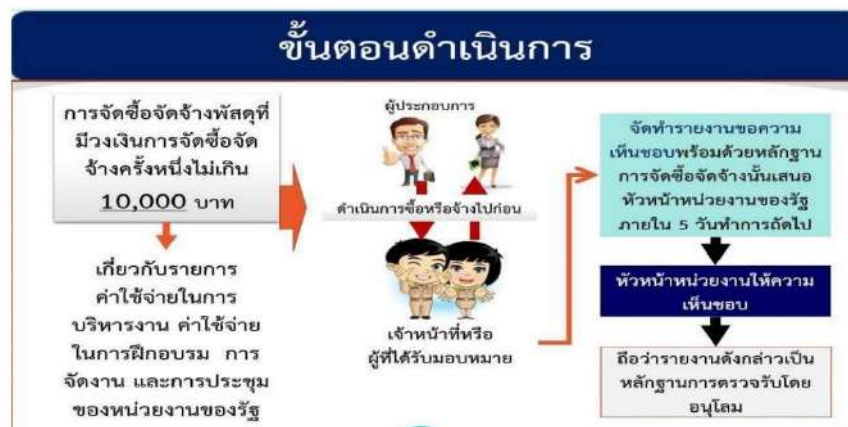 ขั้นตอนดำเนินการ
การจัดซื้อจัดจ้างพัสดุที่
มีวงเงินการจัดซื้อจัด
จ้างครั้งหนึ่งไม่เกิน
10,000 บาท
เกี่ยวกับรายการ
ค่าใช้จ่ายในการ
บริหารงาน ค่าใช้จ่าย
ในการฝึกอบรม การ
จัดงาน และการประชุม
ของหน่วยงานของรัฐ
ผู้ประกอบการ
ดำเนินการซื้อหรือจ้างไปก่อน
เจ้าหน้าที่หรือ
ผู้ที่ได้รับมอบหมาย
จัดทำรายงานขอความ
เห็นชอบพร้อมด้วยหลักฐาน
การจัดซื้อจัดจ้างนั้นเสนอ
หัวหน้าหน่วยงานของรัฐ
ภายใน 5 วันทำการถัดไป
หัวหน้าหน่วยงานให้ความ
เห็นชอบ
ถือว่ารายงานดังกล่าวเป็น
หลักฐานการตรวจรับโดย
อนุโลม